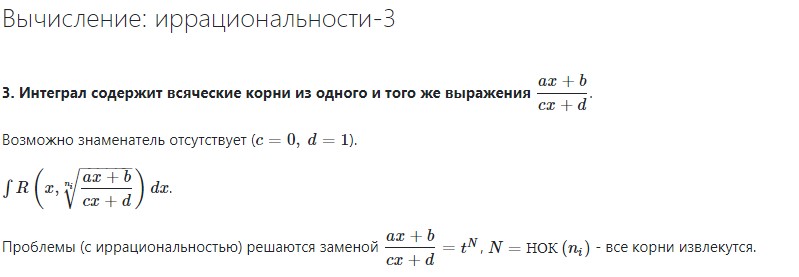 Вычисление: иррациональности-3
3. Интеграл содержит всяческие корни из одного и того же выражения \frac{ax+b}{cx+d}.
Возможно знаменатель отсутствует (c = 0, d = 1).
∫ R \left( x, \sqrt[n_i]{\frac{ax+b}{cx+d}} \right) dx.
Проблемы (с иррациональностью) решаются заменой \frac{ax+b}{cx+d} = t^N, N = НОК (n_i) - все корни извлекутся.